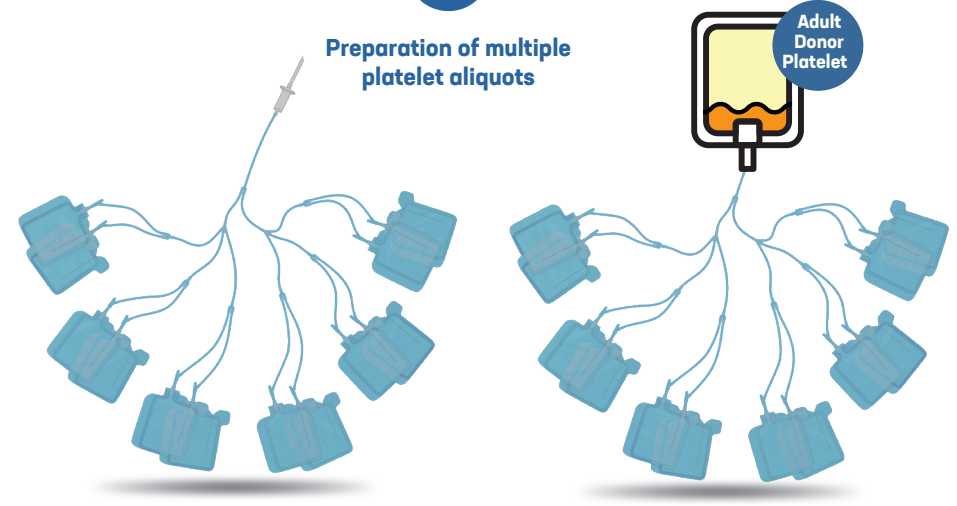 Preparation of multiple
platelet aliquots
Adult
Donor
Platelet